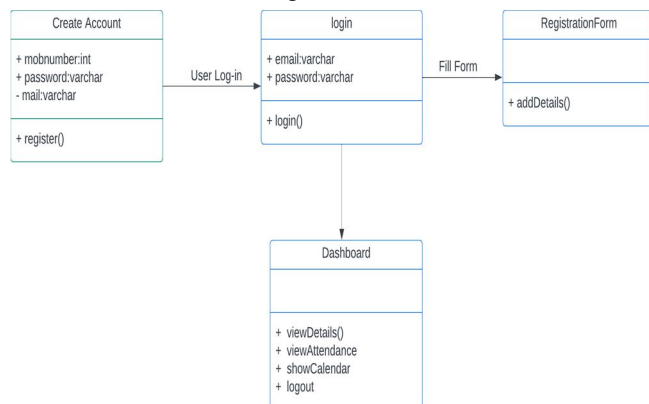 Create Account
+ mobnumber:int
+ password:varchar
- mail:varchar
+ register()
User Log-in
login
+ email:varchar
+ password:varchar
+ login()
Fill Form
RegistrationForm
+ addDetails()
Dashboard
+ viewDetails()
+ viewAttendance
+ showCalendar
+ logout